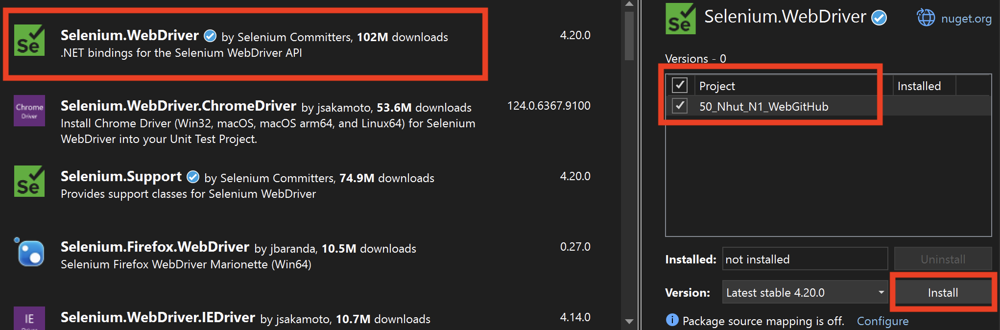 Se
Selenium.WebDriver by Selenium Committers, 102M downloads 4.20.0
.NET bindings for the Selenium WebDriver API
Chrome
Driver
Selenium.WebDriver.ChromeDriver by jsakamoto, 53.6M downloads 124.0.6367.9100
Install Chrome Driver (Win32, macOS, macOS arm64, and Linux64) for Selenium
WebDriver into your Unit Test Project.
Se
Selenium.Support by Selenium Committers, 74.9M downloads 4.20.0
Provides support classes for Selenium WebDriver
Selenium.Firefox.WebDriver by jbaranda, 10.5M downloads 0.27.0
Selenium Firefox WebDriver Marionette (Win64)
IE
Driver
Selenium.WebDriver.IEDriver by jsakamoto, 10.7M downloads 4.14.0
Se
Selenium.WebDriver nuget.org
Versions - 0
Project Installed
50_Nhut_N1_WebGitHub
Installed: not installed Uninstall
Version: Latest stable 4.20.0 Install
i Package source mapping is off. Configure